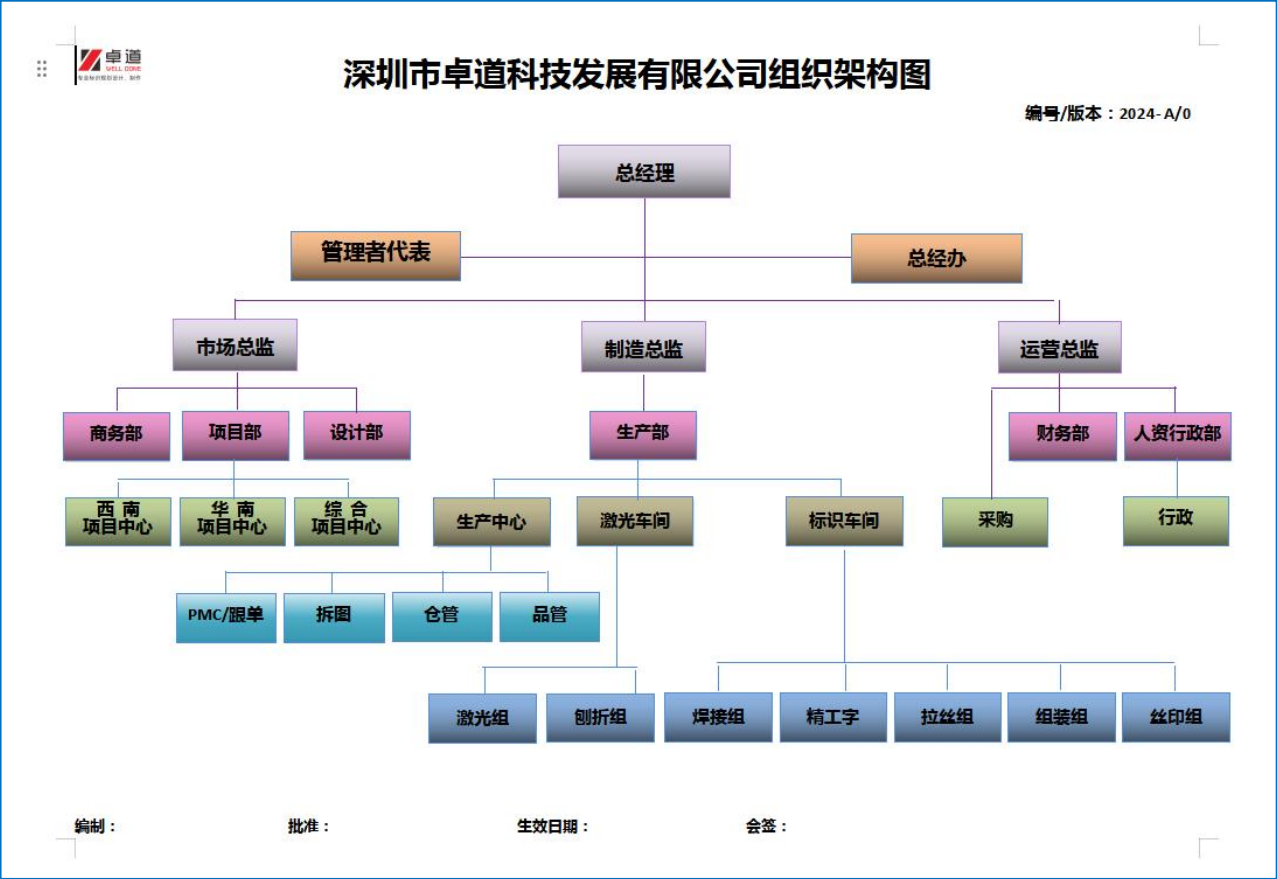 卓道
WELL DONE
深圳市卓道科技发展有限公司组织架构图
编号/版本：2024-A/0
总经理
管理者代表
总经办
市场总监
制造总监
运营总监
商务部
项目部
设计部
生产部
财务部
人资行政部
西 南
项目中心
华 南
项目中心
综 合
项目中心
生产中心
激光车间
标识车间
采购
行政
PMC/跟单
拆图
仓管
品管
激光组
刨折组
焊接组
精工字
拉丝组
组装组
丝印组
编制：
批准：
生效日期：
会签：